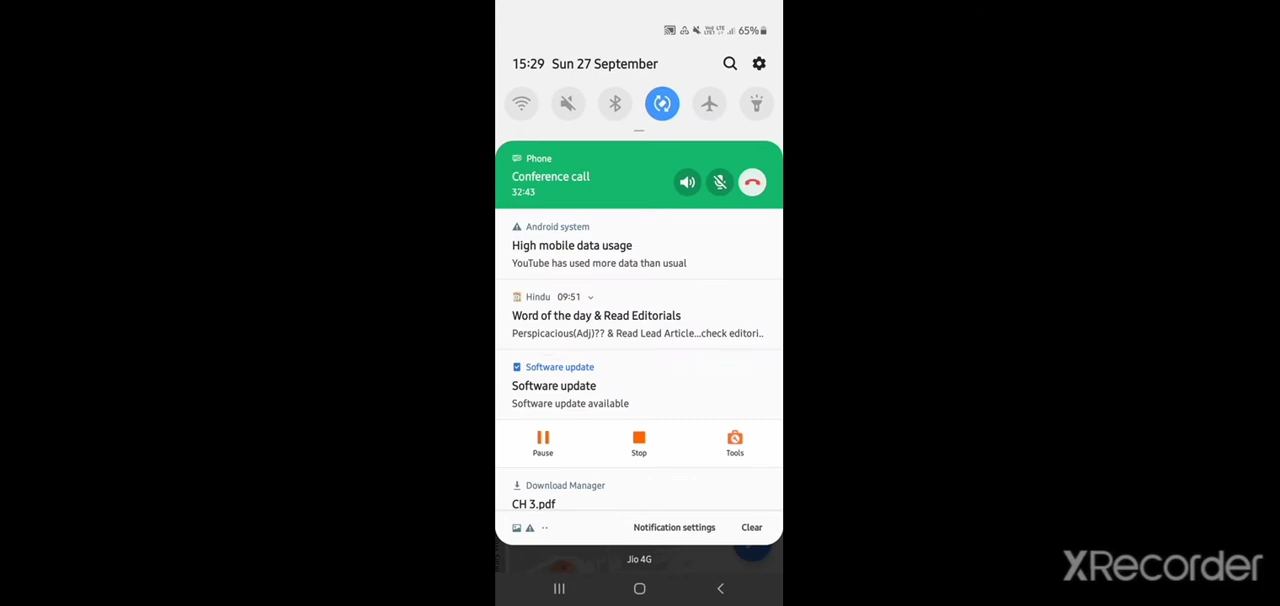 65%
15:29 Sun 27 September
Phone
Conference call
32:43
Android system
High mobile data usage
YouTube has used more data than usual
Hindu 09:51
Word of the day & Read Editorials
Perspicacious(Adj)?? & Read Lead Article...check editori..
Software update
Software update
Software update available
Pause Stop Tools
Download Manager
CH 3.pdf
Notification settings Clear
Jio 4G
XRecorder